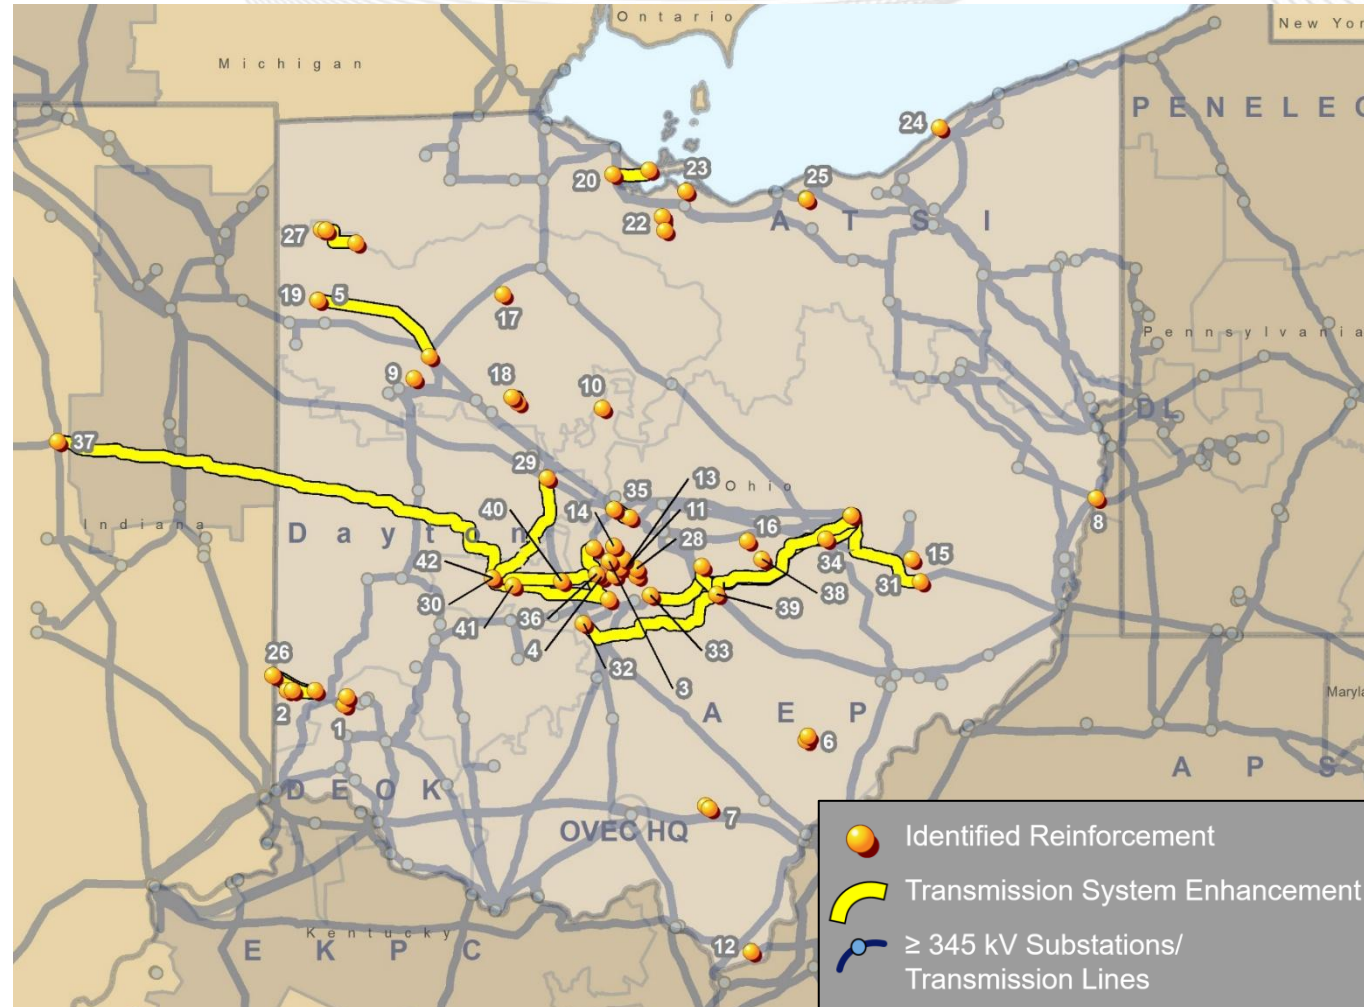 Ontario
New Yor
Michigan
PENELEC
24
20
23
25
22
ATSI
27
19
5
17
Pennsylvania
9
18
10
DL
37
29
13
Ohio
35
11
40
14
8
Indiana
Dayton
28
16
42
15
34
31
30
38
41
36
39
4
32
33
26
3
Maryla
2
1
AEP
6
APS
DEOK
7
OVEC HQ
Kentucky
EKPC
12
Identified Reinforcement
Transmission System Enhancement
≥ 345 kV Substations/
Transmission Lines